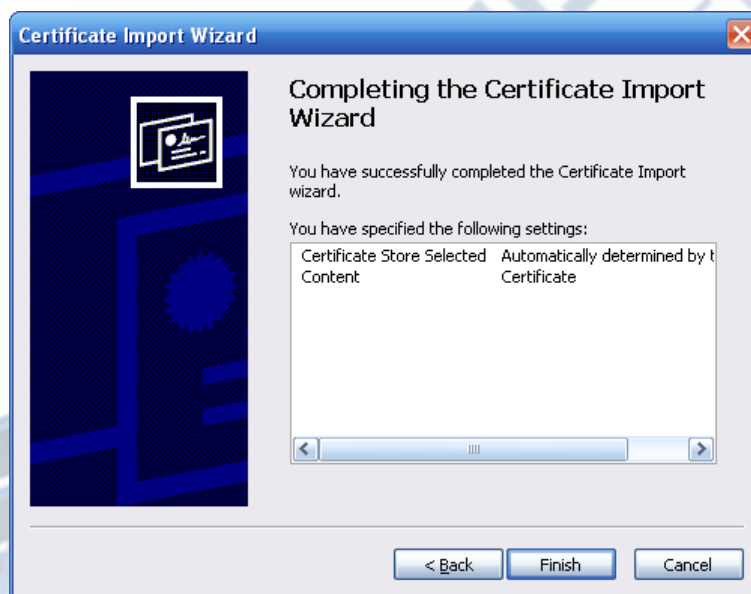 Certificate Import Wizard
Completing the Certificate Import
Wizard
You have successfully completed the Certificate Import
wizard.
You have specified the following settings:
Certificate Store Selected Automatically determined by t
Content Certificate
< Back Finish Cancel